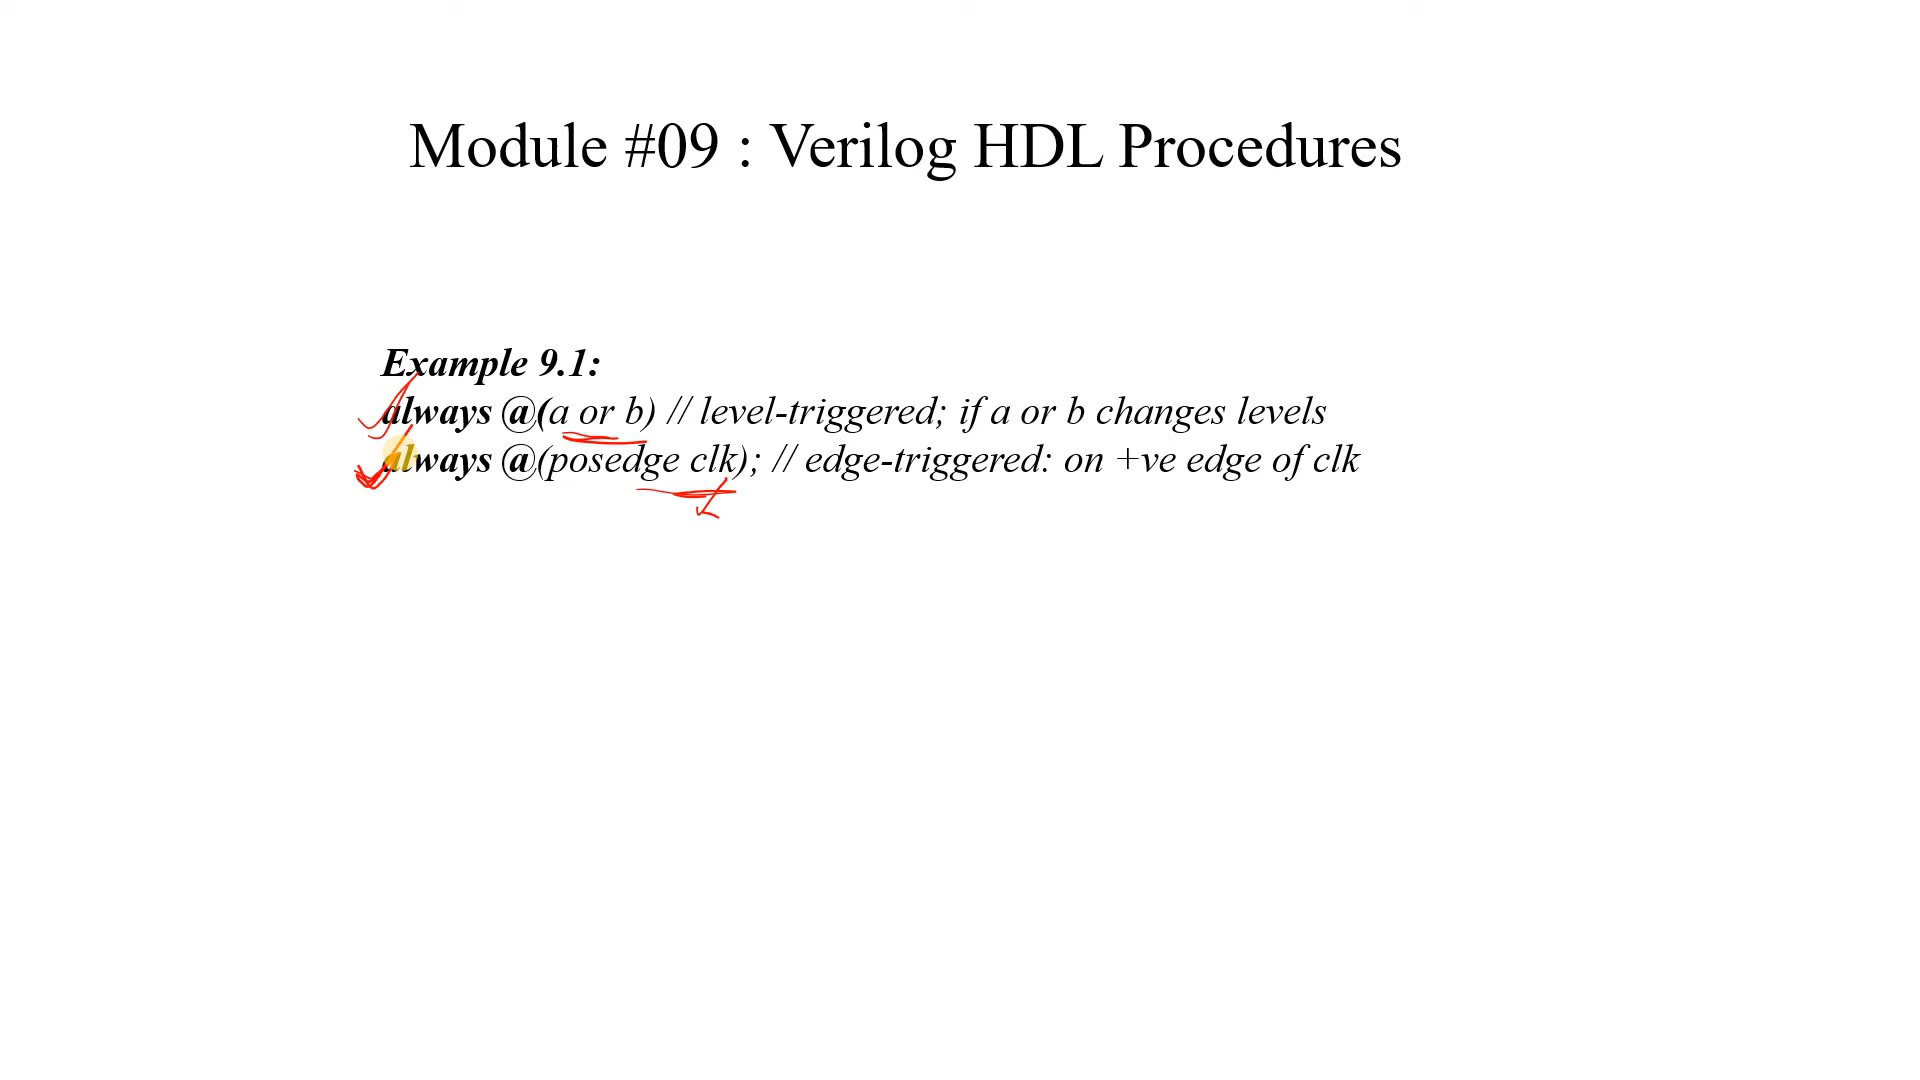 Module #09 : Verilog HDL Procedures
Example 9.1:
always @(a or b) // level-triggered; if a or b changes levels
always @(posedge clk); // edge-triggered: on +ve edge of clk